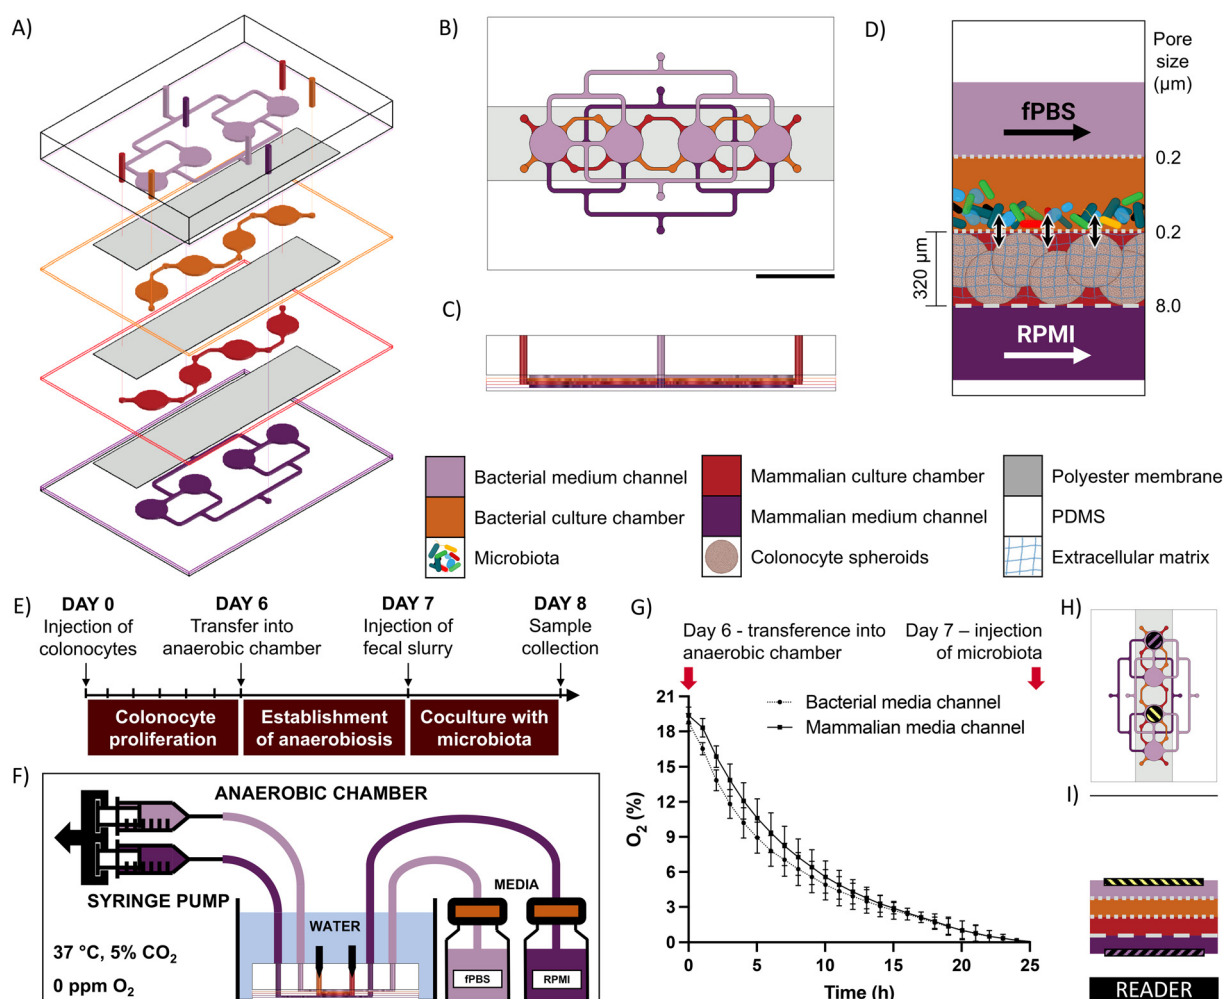 A)
B)
D)
Pore
size
(µm)
fPBS
0.2
0.2
320 µm
8.0
RPMI
C)
Bacterial medium channel
Mammalian culture chamber
Polyester membrane
Bacterial culture chamber
Mammalian medium channel
PDMS
Microbiota
Colonocyte spheroids
Extracellular matrix
E)
DAY 0
Injection of
colonocytes
DAY 6
Transfer into
anaerobic chamber
DAY 7
Injection of
fecal slurry
DAY 8
Sample
collection
Colonocyte
proliferation
Establishment
of anaerobiosis
Coculture with
microbiota
F)
ANAEROBIC CHAMBER
SYRINGE PUMP
MEDIA
WATER
37 °C, 5% CO₂
0 ppm O₂
fPBS
RPMI
G)
Day 6 - transference into
anaerobic chamber
Day 7 – injection
of microbiota
Bacterial media channel
Mammalian media channel
O₂ (%)
21
18
15
12
9
6
3
0
0
5
10
15
20
25
Time (h)
H)
I)
READER